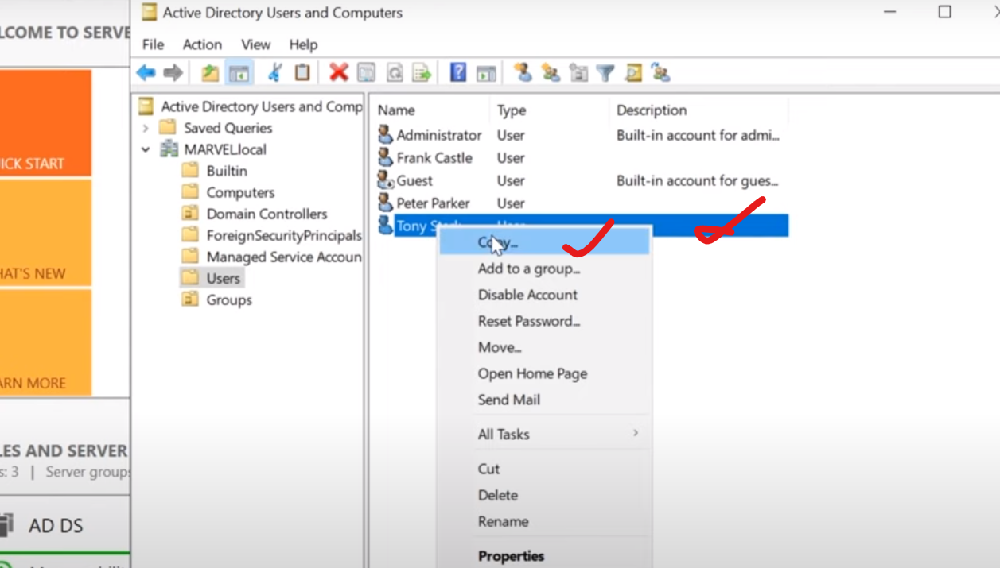 Active Directory Users and Computers
LCOME TO SERVE
File Action View Help
ICK START
HAT'S NEW
ARN MORE
LES AND SERVER
s: 3 | Server groups
AD DS
Active Directory Users and Comp
Saved Queries
MARVEL.local
Builtin
Computers
Domain Controllers
ForeignSecurityPrincipals
Managed Service Accoun
Users
Groups
Name Type Description
Administrator User Built-in account for admi...
Frank Castle User
Guest User Built-in account for gues...
Peter Parker User
Tony Stark User
Copy...
Add to a group...
Disable Account
Reset Password...
Move...
Open Home Page
Send Mail
All Tasks
Cut
Delete
Rename
Properties